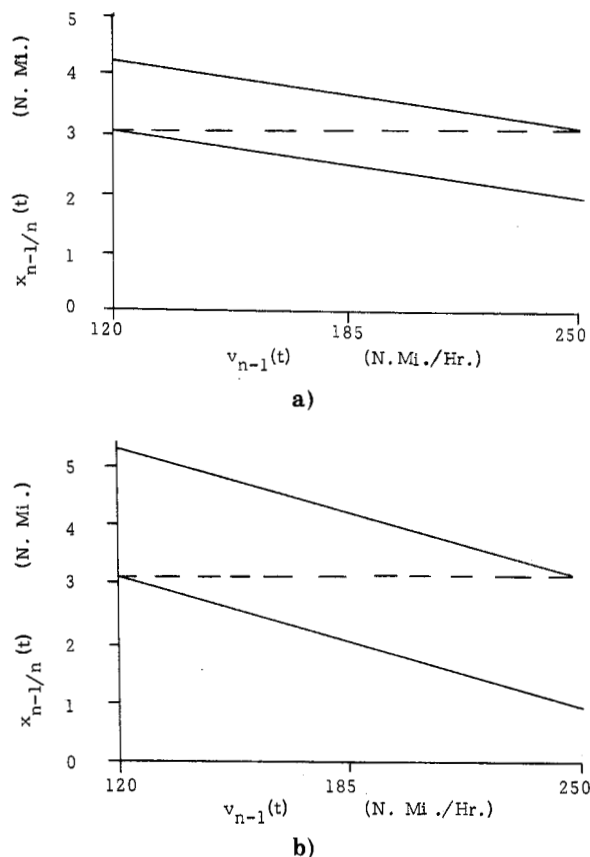 5
4
3
2
1
0
(N. Mi.)
x_{n-1/n}(t)
120
185
250
v_{n-1}(t) (N. Mi./Hr.)
a)
5
4
3
2
1
0
(N. Mi.)
x_{n-1/n}(t)
120
185
250
v_{n-1}(t) (N. Mi./Hr.)
b)